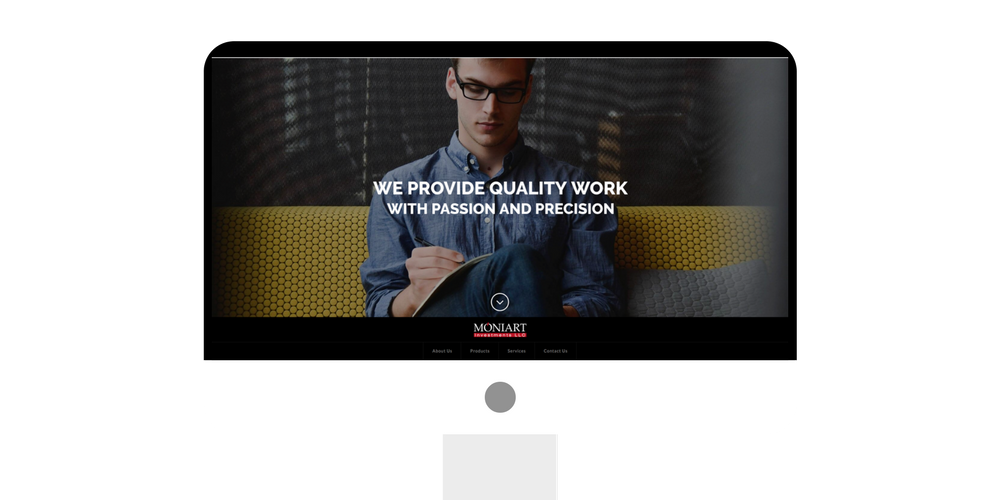 WE PROVIDE QUALITY WORK
WITH PASSION AND PRECISION
MONIART
Investments LLC
About Us Products Services Contact Us